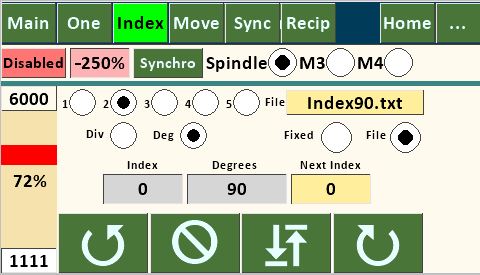 Main One Index Move Sync Recip Home ...
Disabled -250% Synchro Spindle M3 M4
6000 1 2 3 4 5 File Index90.txt
Div Deg Fixed File
Index Degrees Next Index
72% 0 90 0
1111